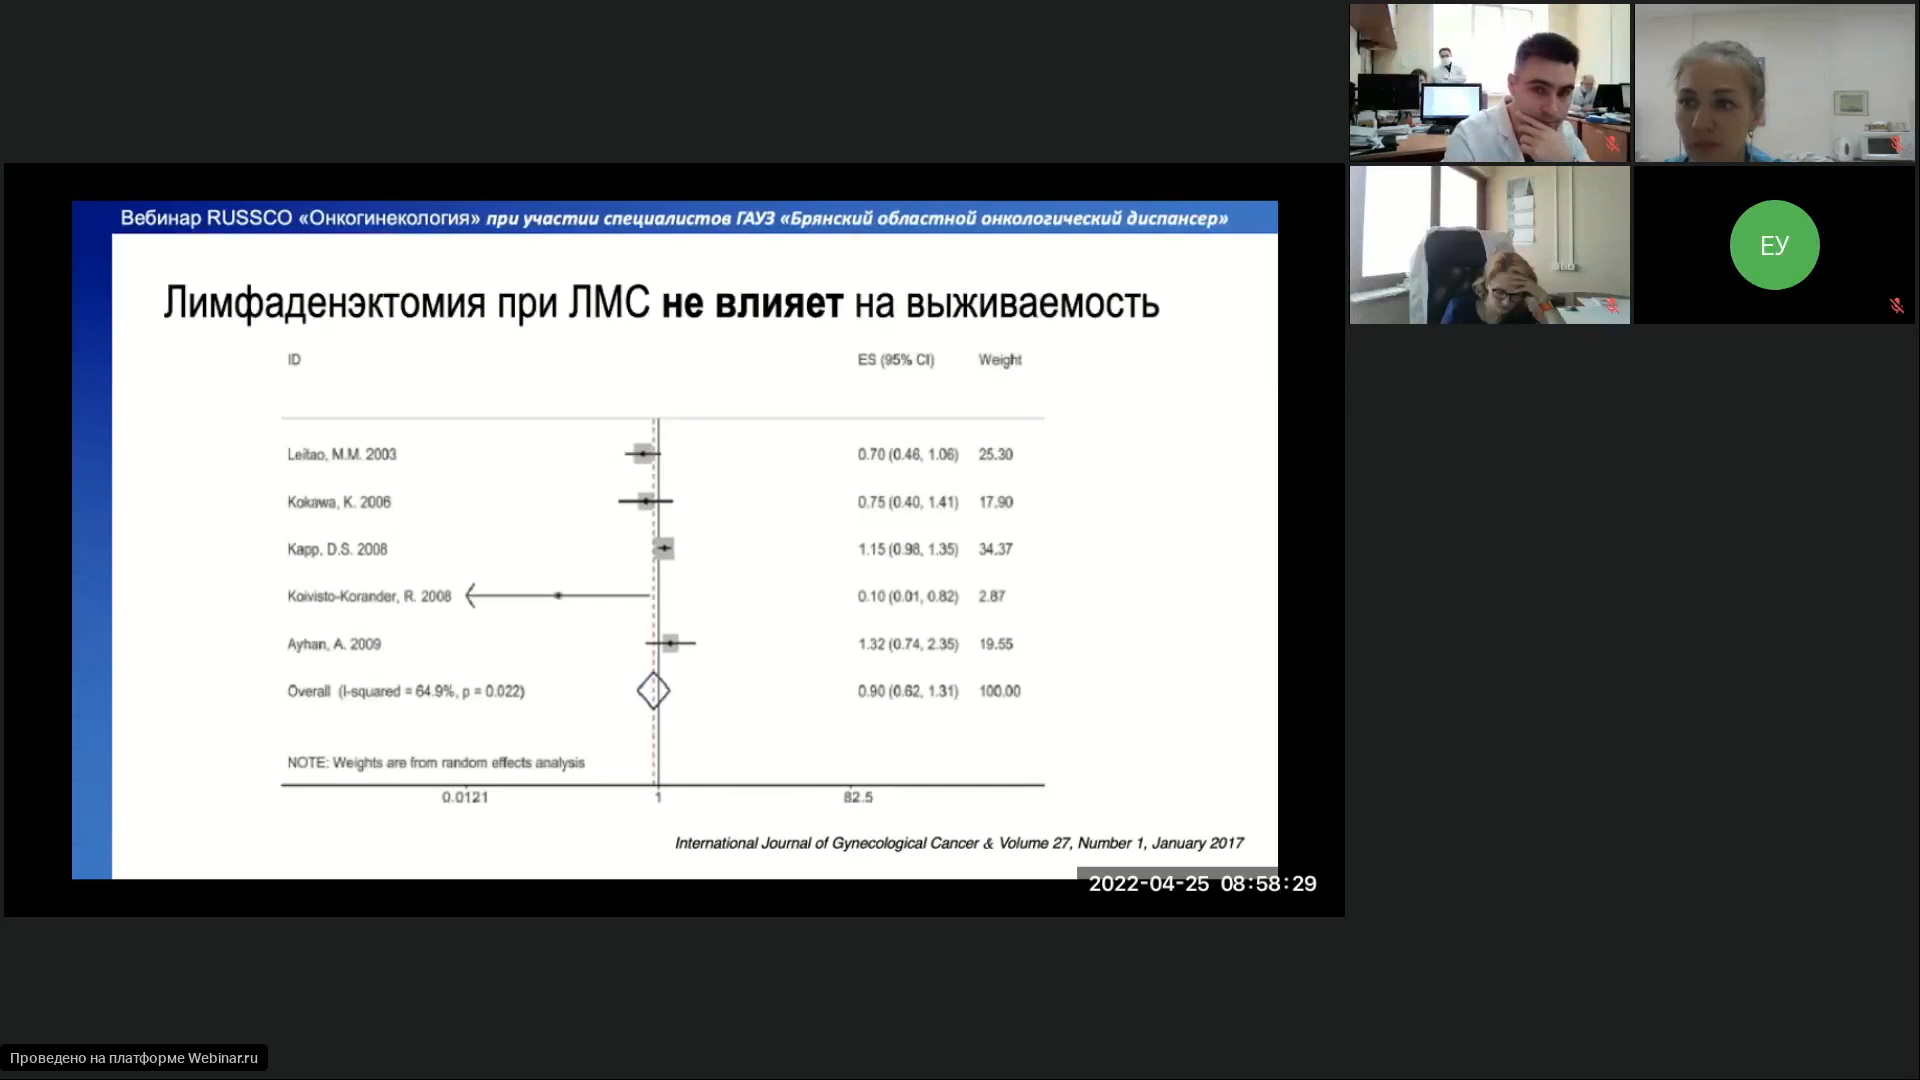 Вебинар RUSSCO «Онкогинекология» при участии специалистов ГАУЗ «Брянский областной онкологический диспансер»
Лимфаденэктомия при ЛМС не влияет на выживаемость
ID ES (95% CI) Weight
Leitao, M.M. 2003 0.70 (0.46, 1.06) 25.30
Kokawa, K. 2006 0.75 (0.40, 1.41) 17.90
Kapp, D.S. 2008 1.15 (0.98, 1.35) 34.37
Koivisto-Korander, R. 2008 0.10 (0.01, 0.82) 2.87
Ayhan, A. 2009 1.32 (0.74, 2.35) 19.55
Overall (I-squared = 64.9%, p = 0.022) 0.90 (0.62, 1.31) 100.00
NOTE: Weights are from random effects analysis
0.0121 1 82.5
International Journal of Gynecological Cancer & Volume 27, Number 1, January 2017
2022-04-25 08:58:29
ЕУ
Проведено на платформе Webinar.ru